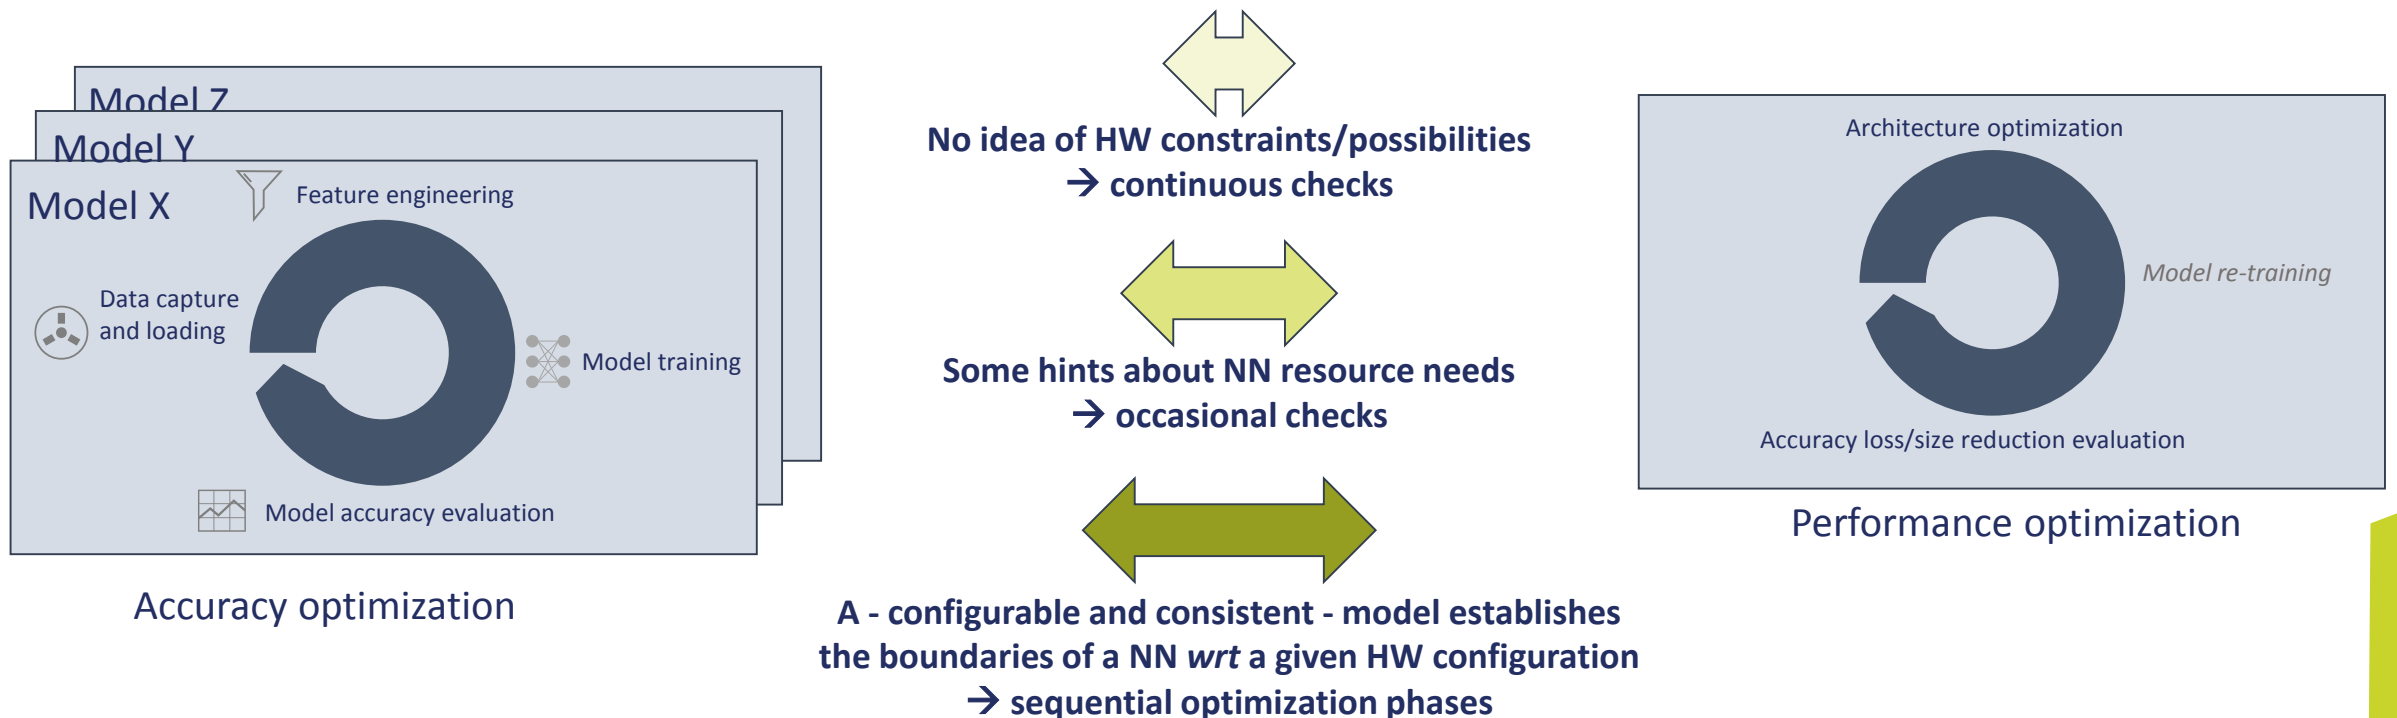 Model Z
Model Y
Model X
Feature engineering
Data capture
and loading
Model training
Model accuracy evaluation
Accuracy optimization
No idea of HW constraints/possibilities
→ continuous checks
Some hints about NN resource needs
→ occasional checks
A - configurable and consistent - model establishes
the boundaries of a NN wrt a given HW configuration
→ sequential optimization phases
Architecture optimization
Model re-training
Accuracy loss/size reduction evaluation
Performance optimization